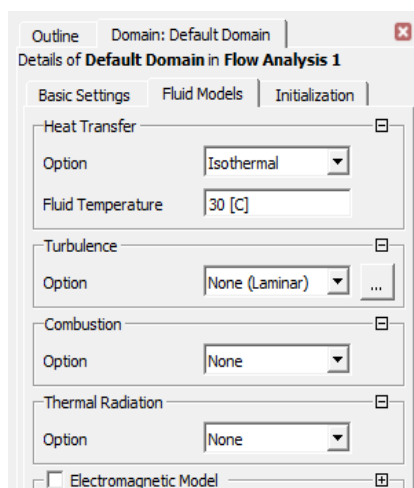 Outline Domain: Default Domain
Details of Default Domain in Flow Analysis 1
Basic Settings Fluid Models Initialization
Heat Transfer
Option Isothermal
Fluid Temperature 30 [C]
Turbulence
Option None (Laminar) ...
Combustion
Option None
Thermal Radiation
Option None
Electromagnetic Model